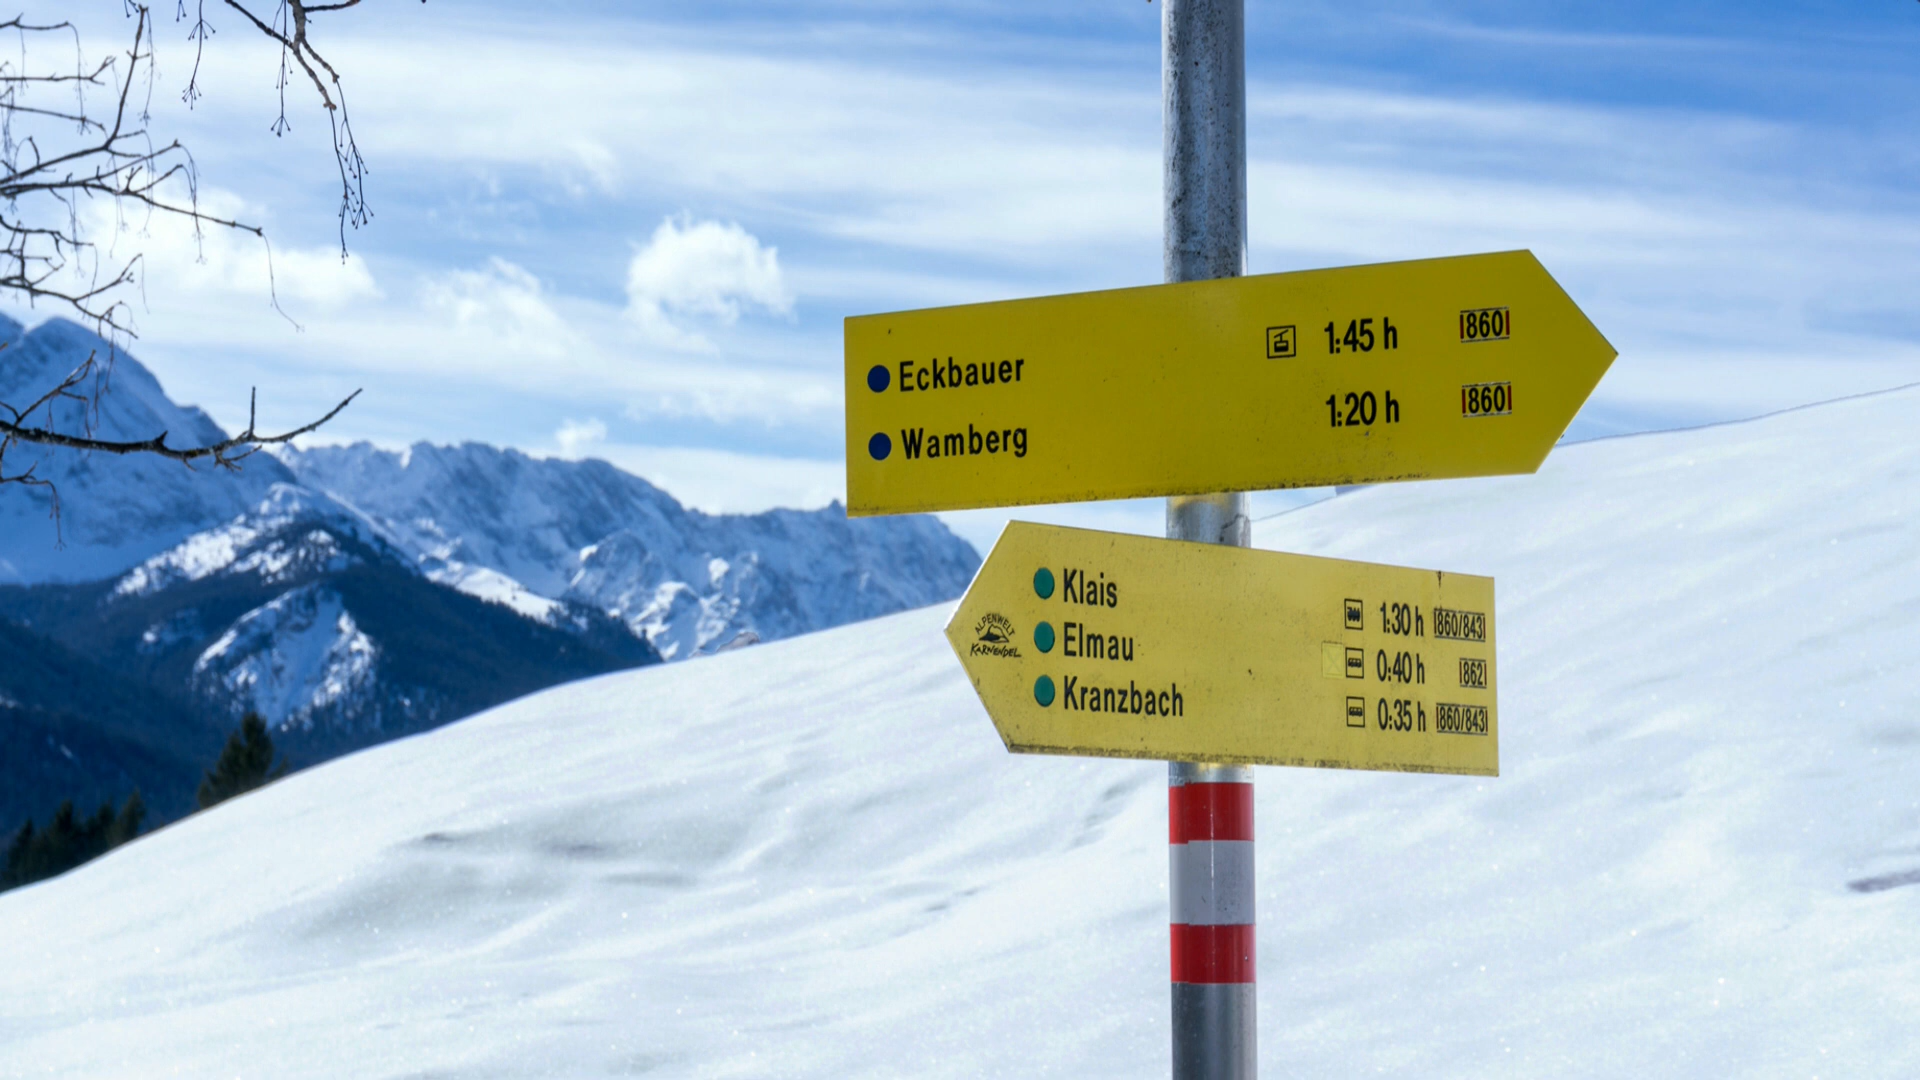 Eckbauer 1:45 h 860
Wamberg 1:20 h 860
ALPENWELT
KARWENDEL
Klais 1:30 h 860/843
Elmau 0:40 h 862
Kranzbach 0:35 h 860/843